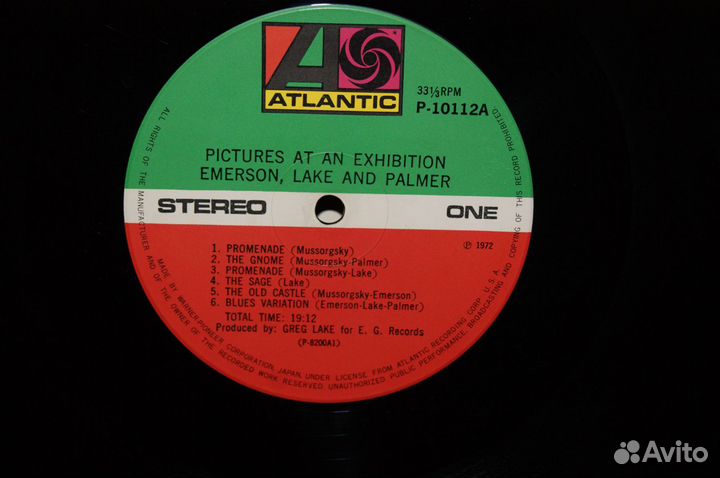 ATLANTIC
33⅓RPM
P-10112A
PICTURES AT AN EXHIBITION
EMERSON, LAKE AND PALMER
STEREO
ONE
℗ 1972
1. PROMENADE (Mussorgsky)
2. THE GNOME (Mussorgsky-Palmer)
3. PROMENADE (Mussorgsky-Lake)
4. THE SAGE (Lake)
5. THE OLD CASTLE (Mussorgsky-Emerson)
6. BLUES VARIATION (Emerson-Lake-Palmer)
TOTAL TIME: 19:12
Produced by: GREG LAKE for E. G. Records
(P-8200A1)
MADE BY WARNER-PIONEER CORPORATION, JAPAN, UNDER LICENSE FROM ATLANTIC RECORDING CORP. U. S. A.
ALL RIGHTS OF THE MANUFACTURER AND OF THE OWNER OF THE RECORDED WORK RESERVED. UNAUTHORIZED PUBLIC PERFORMANCE, BROADCASTING AND COPYING OF THIS RECORD PROHIBITED.
Avito